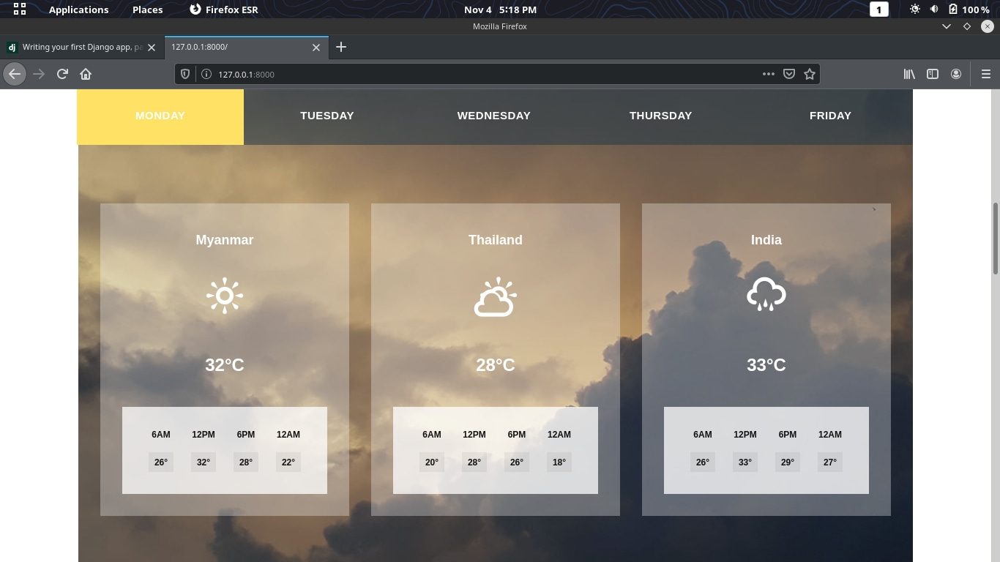 Applications Places Firefox ESR Nov 4 5:18 PM 1 100 %
Mozilla Firefox
dj Writing your first Django app, pa 127.0.0.1:8000/
127.0.0.1:8000
MONDAY TUESDAY WEDNESDAY THURSDAY FRIDAY
Myanmar
32°C
6AM 12PM 6PM 12AM
26° 32° 28° 22°
Thailand
28°C
6AM 12PM 6PM 12AM
20° 28° 26° 18°
India
33°C
6AM 12PM 6PM 12AM
26° 33° 29° 27°